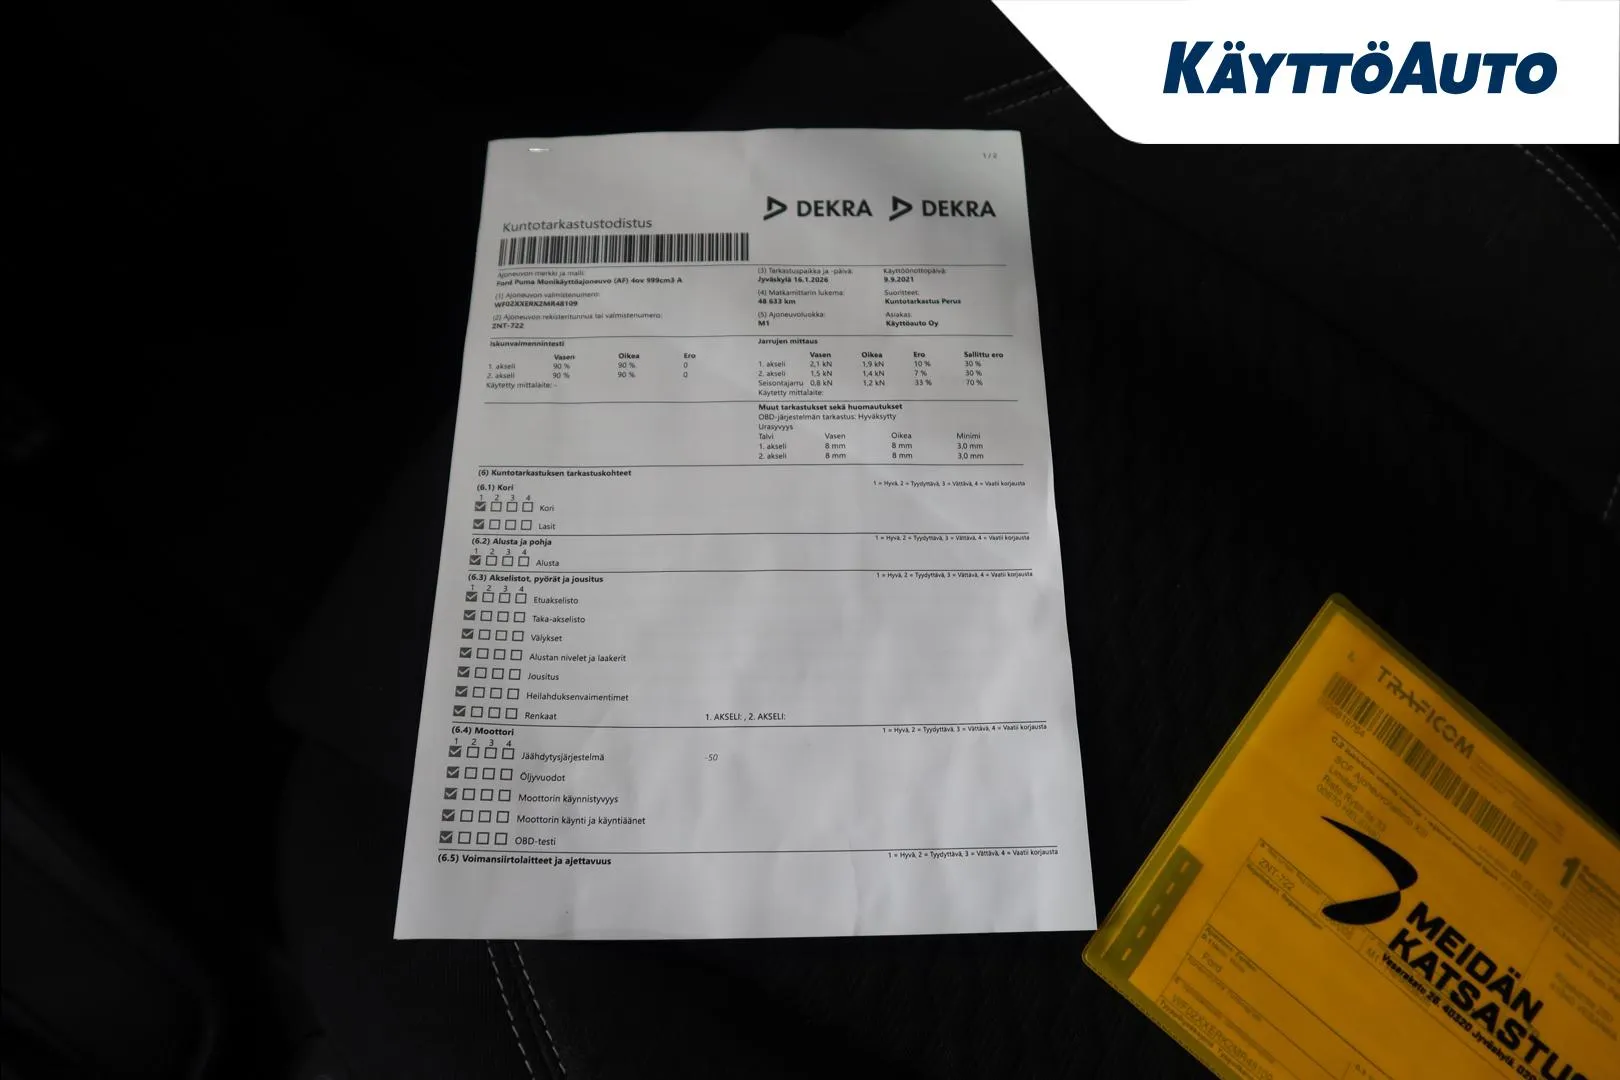 KÄYTTÖAUTO
1 / 2
DEKRA DEKRA
Kuntotarkastustodistus
Ajoneuvon merkki ja malli:
Ford Puma Monikäyttöajoneuvo (AF) 4ov 999cm3 A
(1) Ajoneuvon valmistenumero:
WF02XXERK2MR48109
(2) Ajoneuvon rekisteritunnus tai valmistenumero:
ZNT-722
(3) Tarkastuspaikka ja -päivä: Käyttöönottopäivä:
Jyväskylä 16.1.2026 9.9.2021
(4) Matkamittarin lukema: Suoritteet:
48 633 km Kuntotarkastus Perus
(5) Ajoneuvoluokka: Asiakas:
M1 Käyttöauto Oy
Iskunvaimennintesti
Vasen Oikea Ero
1. akseli 90 % 90 % 0
2. akseli 90 % 90 % 0
Käytetty mittalaite: -
Jarrujen mittaus
Vasen Oikea Ero Sallittu ero
1. akseli 2,1 kN 1,9 kN 10 % 30 %
2. akseli 1,5 kN 1,4 kN 7 % 30 %
Seisontajarru 0,8 kN 1,2 kN 33 % 70 %
Käytetty mittalaite:
Muut tarkastukset sekä huomautukset
OBD-järjestelmän tarkastus: Hyväksytty
Urasyvyys
Talvi Vasen Oikea Minimi
1. akseli 8 mm 8 mm 3,0 mm
2. akseli 8 mm 8 mm 3,0 mm
(6) Kuntotarkastuksen tarkastuskohteet
(6.1) Kori 1 = Hyvä, 2 = Tyydyttävä, 3 = Välttävä, 4 = Vaatii korjausta
1 2 3 4
Kori
Lasit
(6.2) Alusta ja pohja 1 = Hyvä, 2 = Tyydyttävä, 3 = Välttävä, 4 = Vaatii korjausta
1 2 3 4
Alusta
(6.3) Akselistot, pyörät ja jousitus 1 = Hyvä, 2 = Tyydyttävä, 3 = Välttävä, 4 = Vaatii korjausta
1 2 3 4
Etuakselisto
Taka-akselisto
Välykset
Alustan nivelet ja laakerit
Jousitus
Heilahduksenvaimentimet
Renkaat 1. AKSELI: , 2. AKSELI:
(6.4) Moottori 1 = Hyvä, 2 = Tyydyttävä, 3 = Välttävä, 4 = Vaatii korjausta
1 2 3 4
Jäähdytysjärjestelmä -50
Öljyvuodot
Moottorin käynnistyvyys
Moottorin käynti ja käyntiäänet
OBD-testi
(6.5) Voimansiirtolaitteet ja ajettavuus 1 = Hyvä, 2 = Tyydyttävä, 3 = Välttävä, 4 = Vaatii korjausta
TRAFICOM
Limited
ZNT-722
M1
Ford
MEIDÄN
KATSASTUS
Vasarakatu 26, 40320 Jyväskylä